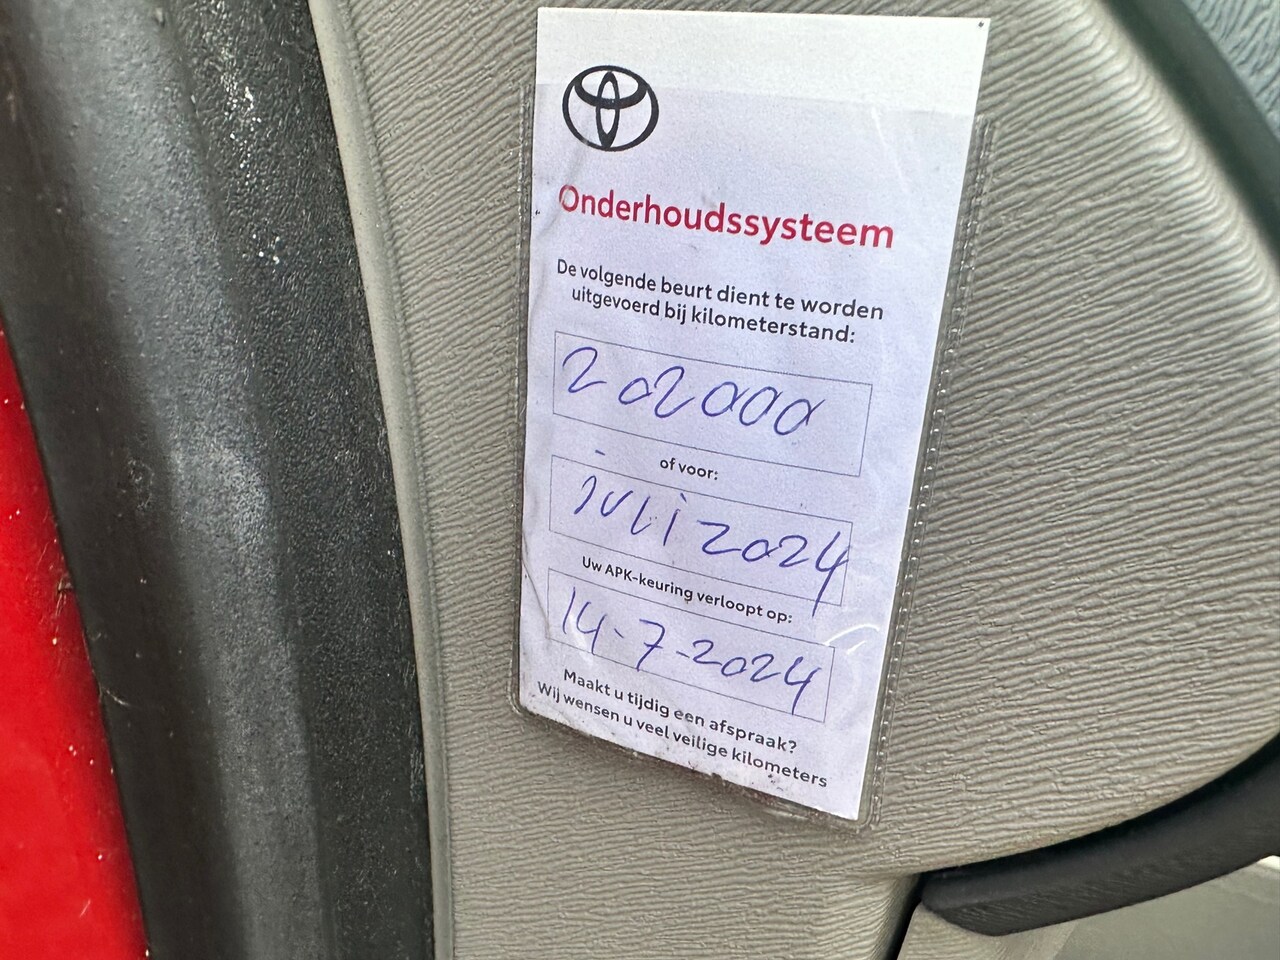 Onderhoudssysteem
De volgende beurt dient te worden
uitgevoerd bij kilometerstand:
202000
of voor:
juli 2024
Uw APK-keuring verloopt op:
14-7-2024
Maakt u tijdig een afspraak?
Wij wensen u veel veilige kilometers